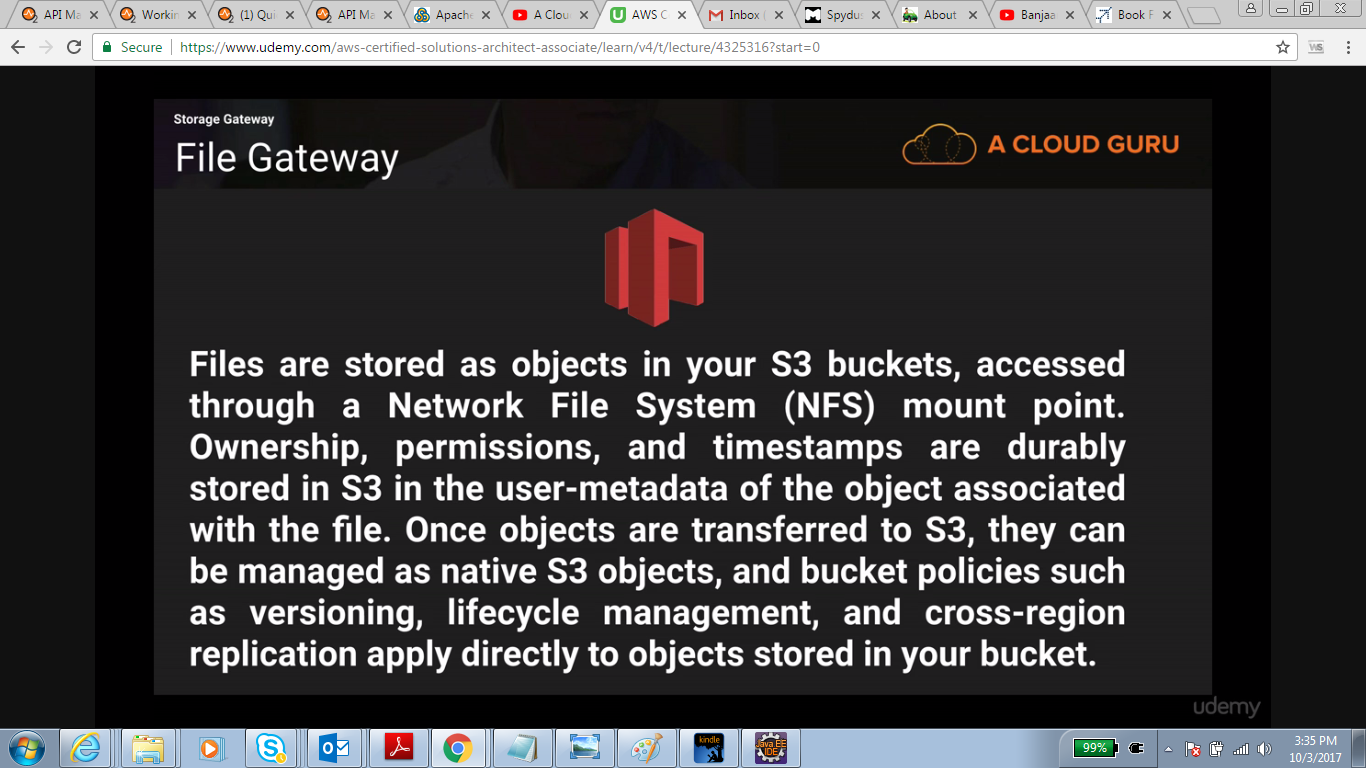 API Ma
Workin
(1) Qui
API Ma
Apache
A Clou
AWS C
Inbox (
Spydus
About
Banjaa
Book F
Secure
https://www.udemy.com/aws-certified-solutions-architect-associate/learn/v4/t/lecture/4325316?start=0
Storage Gateway
File Gateway
A CLOUD GURU
Files are stored as objects in your S3 buckets, accessed
through a Network File System (NFS) mount point.
Ownership, permissions, and timestamps are durably
stored in S3 in the user-metadata of the object associated
with the file. Once objects are transferred to S3, they can
be managed as native S3 objects, and bucket policies such
as versioning, lifecycle management, and cross-region
replication apply directly to objects stored in your bucket.
udemy
kindle
Java EE
IDE
99%
3:35 PM
10/3/2017